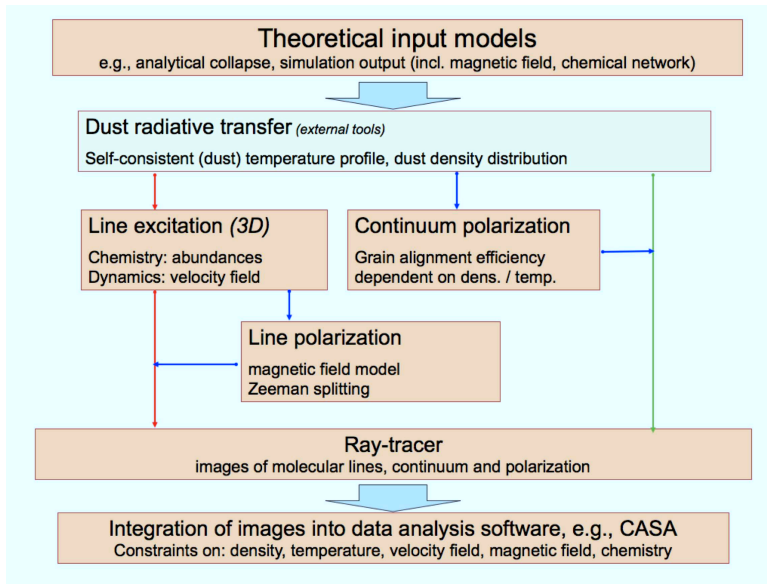 Theoretical input models
e.g., analytical collapse, simulation output (incl. magnetic field, chemical network)
Dust radiative transfer (external tools)
Self-consistent (dust) temperature profile, dust density distribution
Line excitation (3D)
Chemistry: abundances
Dynamics: velocity field
Continuum polarization
Grain alignment efficiency
dependent on dens. / temp.
Line polarization
magnetic field model
Zeeman splitting
Ray-tracer
images of molecular lines, continuum and polarization
Integration of images into data analysis software, e.g., CASA
Constraints on: density, temperature, velocity field, magnetic field, chemistry